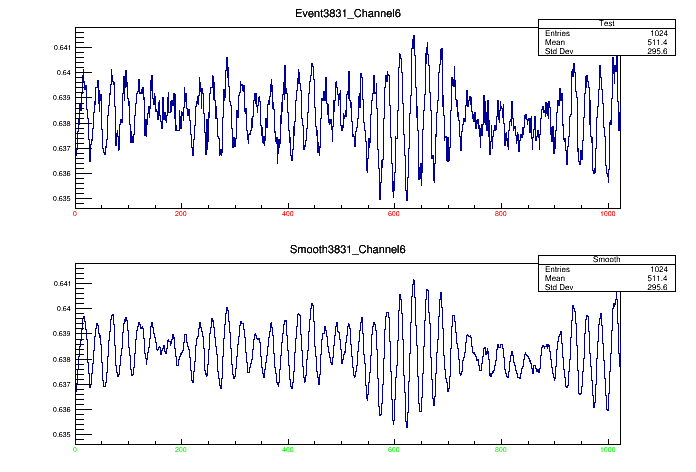 Event3831_Channel6
Test
Entries 1024
Mean 511.4
Std Dev 295.6
0.641
0.64
0.639
0.638
0.637
0.636
0.635
0 200 400 600 800 1000
Smooth3831_Channel6
Smooth
Entries 1024
Mean 511.4
Std Dev 295.6
0.641
0.64
0.639
0.638
0.637
0.636
0.635
0 200 400 600 800 1000